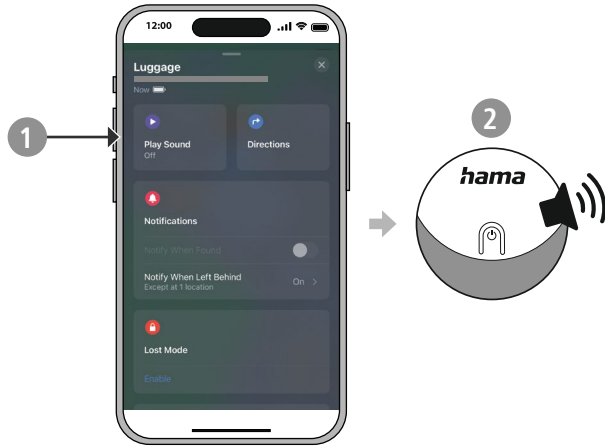 12:00
Luggage
Now
Play Sound
Off
Directions
Notifications
Notify When Found
Notify When Left Behind
Except at 1 location
On
Lost Mode
Enable
1
2
hama